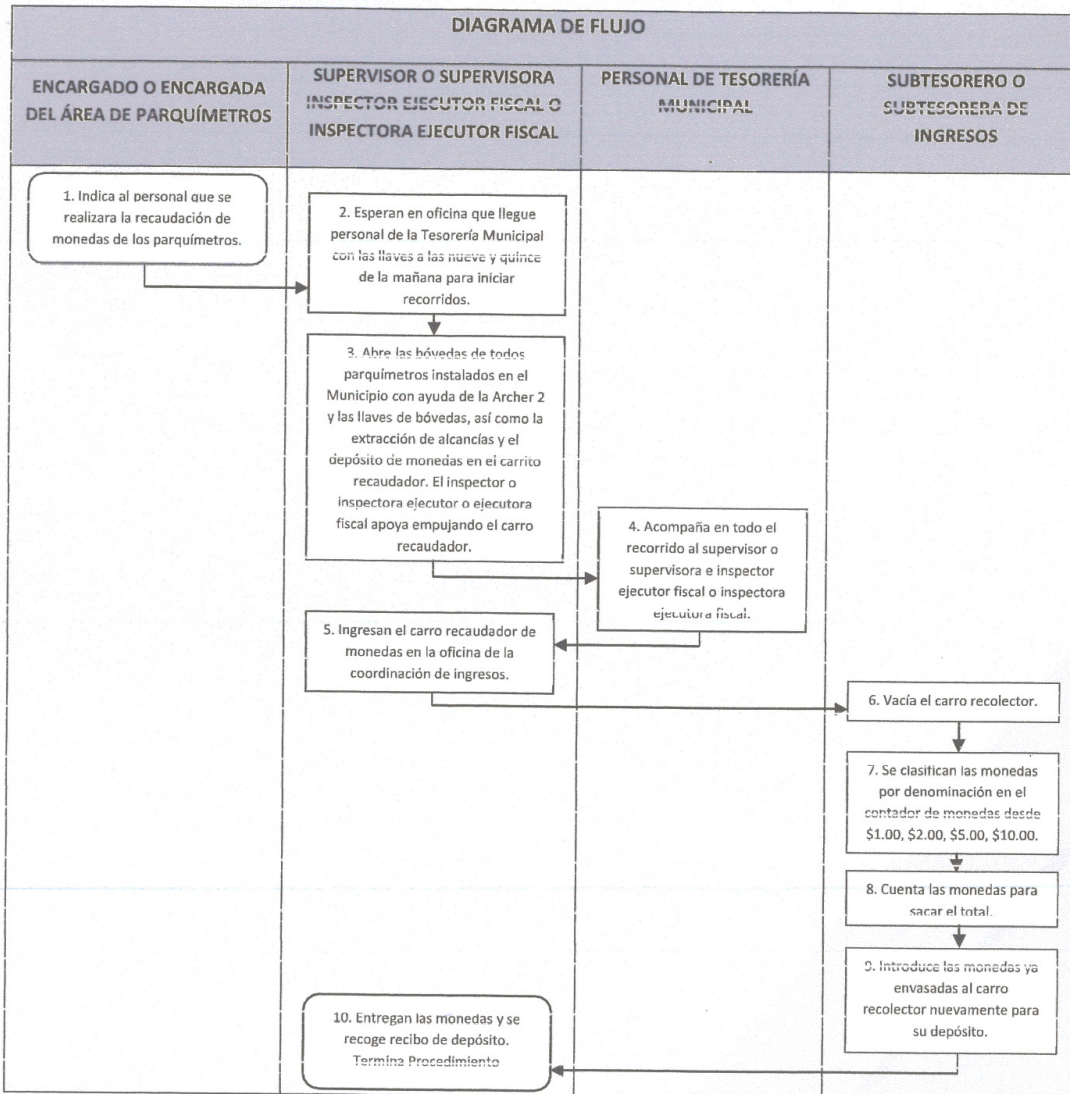 DIAGRAMA DE FLUJO
ENCARGADO O ENCARGADA
DEL ÁREA DE PARQUÍMETROS
SUPERVISOR O SUPERVISORA
INSPECTOR EJECUTOR FISCAL O
INSPECTORA EJECUTOR FISCAL
PERSONAL DE TESORERÍA
MUNICIPAL
SUBTESORERO O
SUBTESORERA DE
INGRESOS
1. Indica al personal que se
realizara la recaudación de
monedas de los parquímetros.
2. Esperan en oficina que llegue
personal de la Tesorería Municipal
con las llaves a las nueve y quince
de la mañana para iniciar
recorridos.
3. Abre las bóvedas de todos
parquímetros instalados en el
Municipio con ayuda de la Archer 2
y las llaves de bóvedas, así como la
extracción de alcancías y el
depósito de monedas en el carrito
recaudador. El inspector o
inspectora ejecutor o ejecutora
fiscal apoya empujando el carro
recaudador.
4. Acompaña en todo el
recorrido al supervisor o
supervisora e inspector
ejecutor fiscal o inspectora
ejecutora fiscal.
5. Ingresan el carro recaudador de
monedas en la oficina de la
coordinación de ingresos.
6. Vacía el carro recolector.
7. Se clasifican las monedas
por denominación en el
contador de monedas desde
$1.00, $2.00, $5.00, $10.00.
8. Cuenta las monedas para
sacar el total.
9. Introduce las monedas ya
envasadas al carro
recolector nuevamente para
su depósito.
10. Entregan las monedas y se
recoge recibo de depósito.
Termina Procedimiento